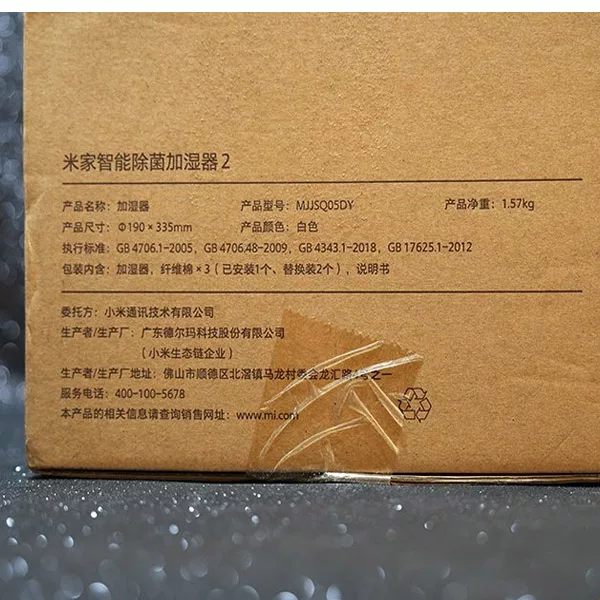 米家智能除菌加湿器2
产品名称：加湿器 产品型号：MJJSQ05DY 产品净重：1.57kg
产品尺寸：Φ190×335mm 产品颜色：白色
执行标准：GB 4706.1-2005，GB 4706.48-2009，GB 4343.1-2018，GB 17625.1-2012
包装内含：加湿器，纤维棉×3（已安装1个、替换装2个），说明书
委托方：小米通讯技术有限公司
生产者/生产厂：广东德尔玛科技股份有限公司
（小米生态链企业）
生产者/生产厂地址：佛山市顺德区北滘镇马龙村委会龙汇路4号之一
服务电话：400-100-5678
本产品的相关信息请查询销售网址：www.mi.com